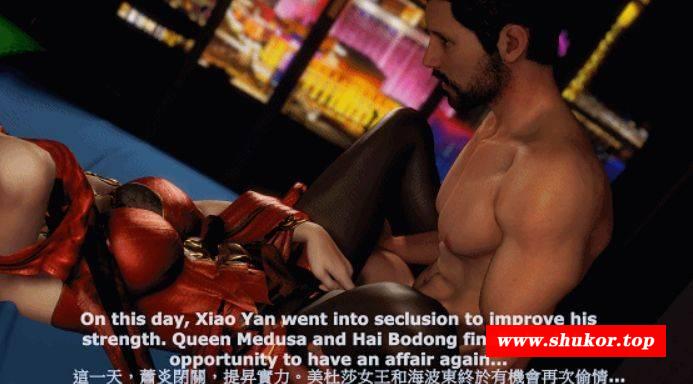 On this day, Xiao Yan went into seclusion to improve his
strength. Queen Medusa and Hai Bodong
opportunity to have an affair again...
www.shukor.top
這一天，蕭炎閉關，提昇實力。美杜莎女王和海波東終於有機會再次偷情...